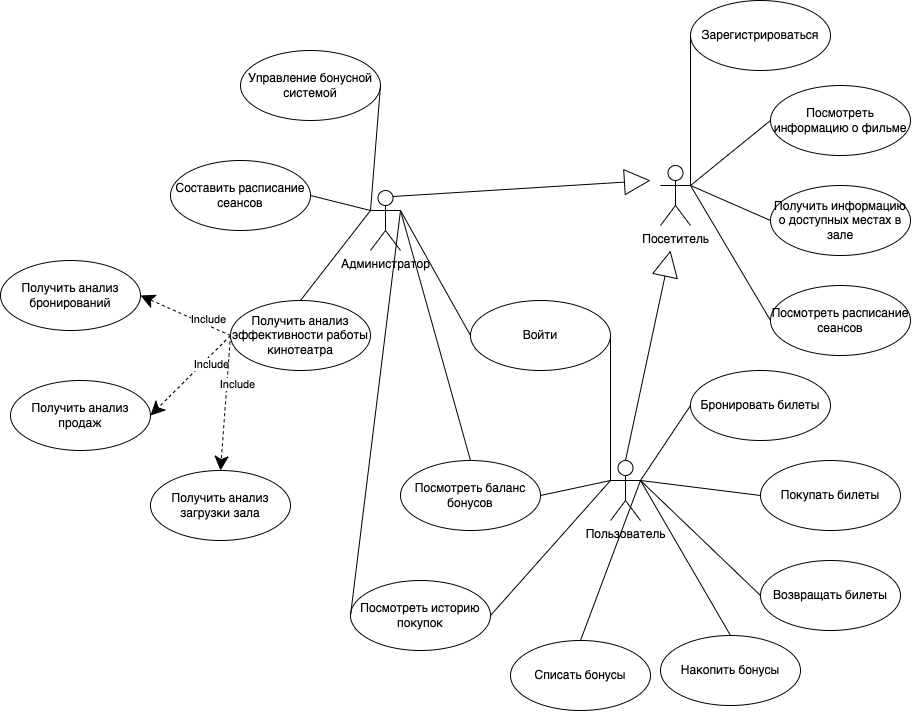 Зарегистрироваться
Управление бонусной
системой
Посмотреть
информацию о фильме
Составить расписание
сеансов
Получить информацию
о доступных местах в
зале
Посетитель
Администратор
Получить анализ
бронирований
Include
Получить анализ
эффективности работы
кинотеатра
Войти
Посмотреть расписание
сеансов
Include
Include
Получить анализ
продаж
Бронировать билеты
Получить анализ
загрузки зала
Посмотреть баланс
бонусов
Покупать билеты
Пользователь
Возвращать билеты
Посмотреть историю
покупок
Списать бонусы
Накопить бонусы